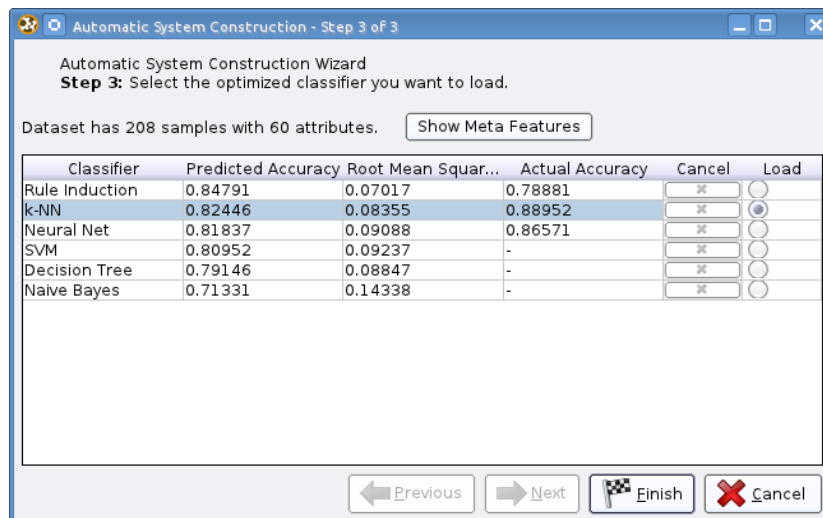 Automatic System Construction - Step 3 of 3
Automatic System Construction Wizard
Step 3: Select the optimized classifier you want to load.
Dataset has 208 samples with 60 attributes. Show Meta Features
Classifier Predicted Accuracy Root Mean Squar... Actual Accuracy Cancel Load
Rule Induction 0.84791 0.07017 0.78881
k-NN 0.82446 0.08355 0.88952
Neural Net 0.81837 0.09088 0.86571
SVM 0.80952 0.09237 -
Decision Tree 0.79146 0.08847 -
Naive Bayes 0.71331 0.14338 -
Previous Next Finish Cancel